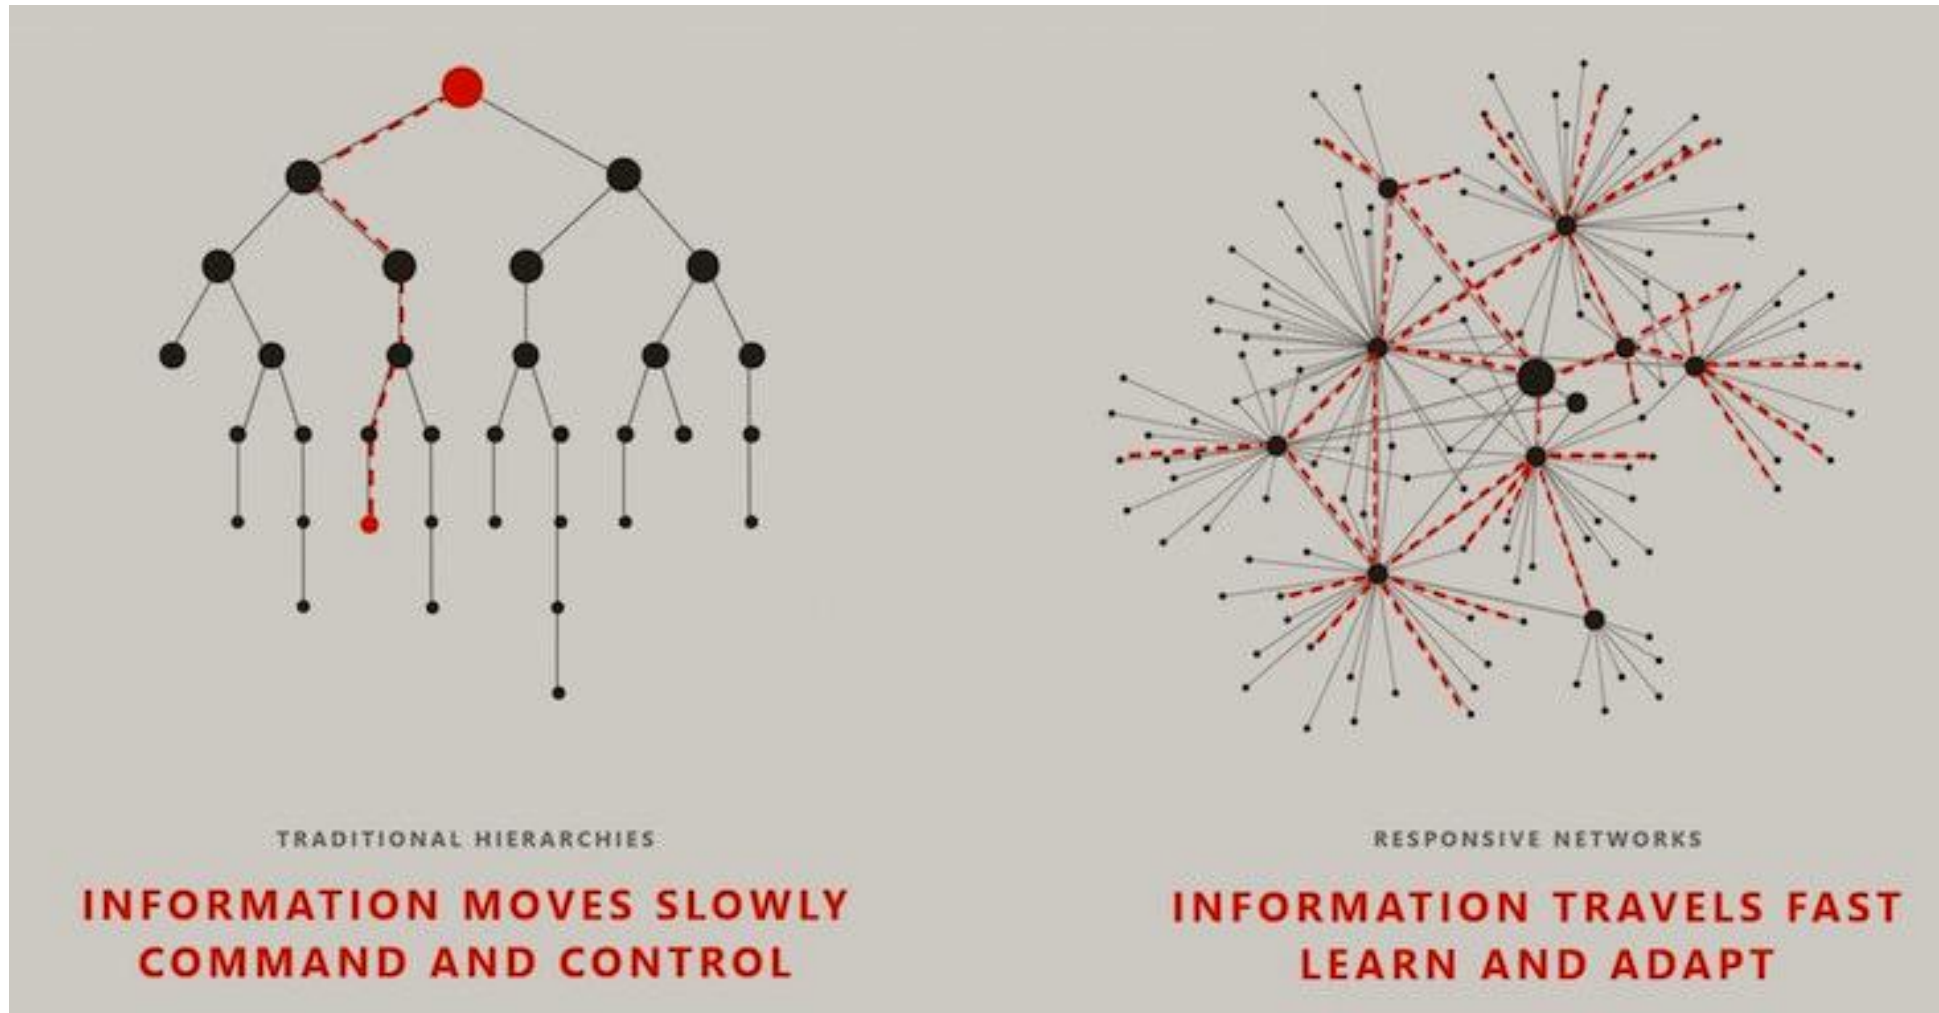 TRADITIONAL HIERARCHIES
INFORMATION MOVES SLOWLY
COMMAND AND CONTROL
RESPONSIVE NETWORKS
INFORMATION TRAVELS FAST
LEARN AND ADAPT